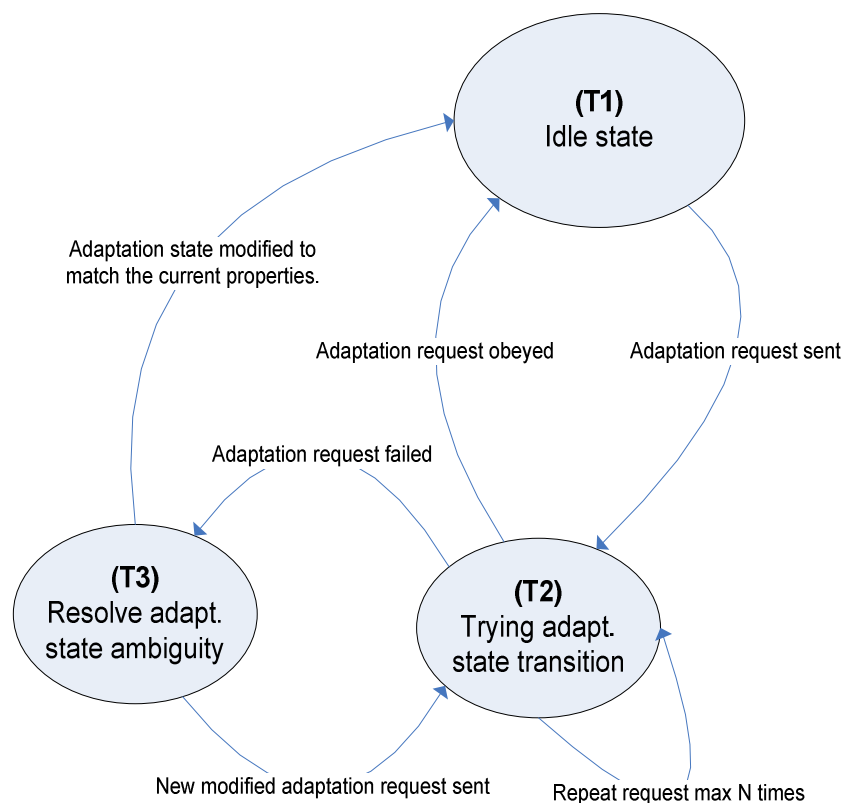 (T1)
Idle state
Adaptation state modified to
match the current properties.
Adaptation request obeyed
Adaptation request sent
Adaptation request failed
(T3)
Resolve adapt.
state ambiguity
(T2)
Trying adapt.
state transition
New modified adaptation request sent
Repeat request max N times